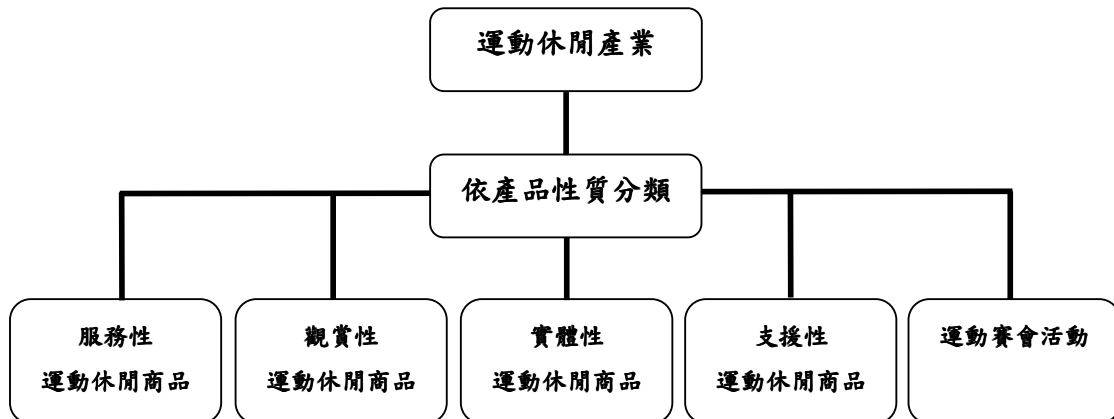 運動休閒產業
依產品性質分類
服務性
運動休閒商品
觀賞性
運動休閒商品
實體性
運動休閒商品
支援性
運動休閒商品
運動賽會活動